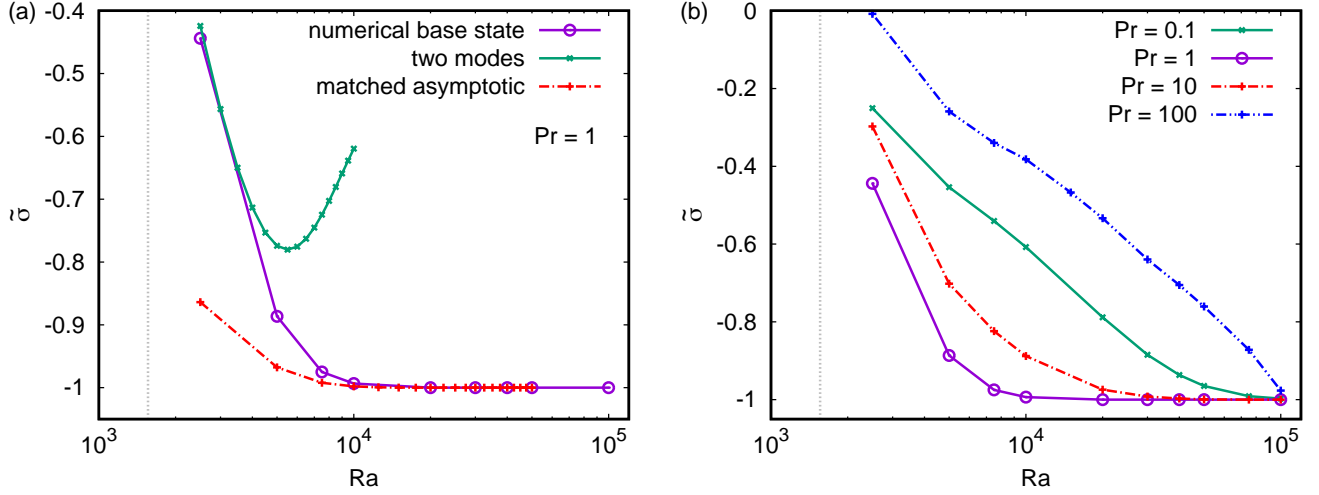 (a)
numerical base state
two modes
matched asymptotic
Pr = 1
-0.4
-0.5
-0.6
-0.7
-0.8
-0.9
-1
σ̃
10³
10⁴
10⁵
Ra
(b)
Pr = 0.1
Pr = 1
Pr = 10
Pr = 100
0
-0.2
-0.4
-0.6
-0.8
-1
σ̃
10³
10⁴
10⁵
Ra